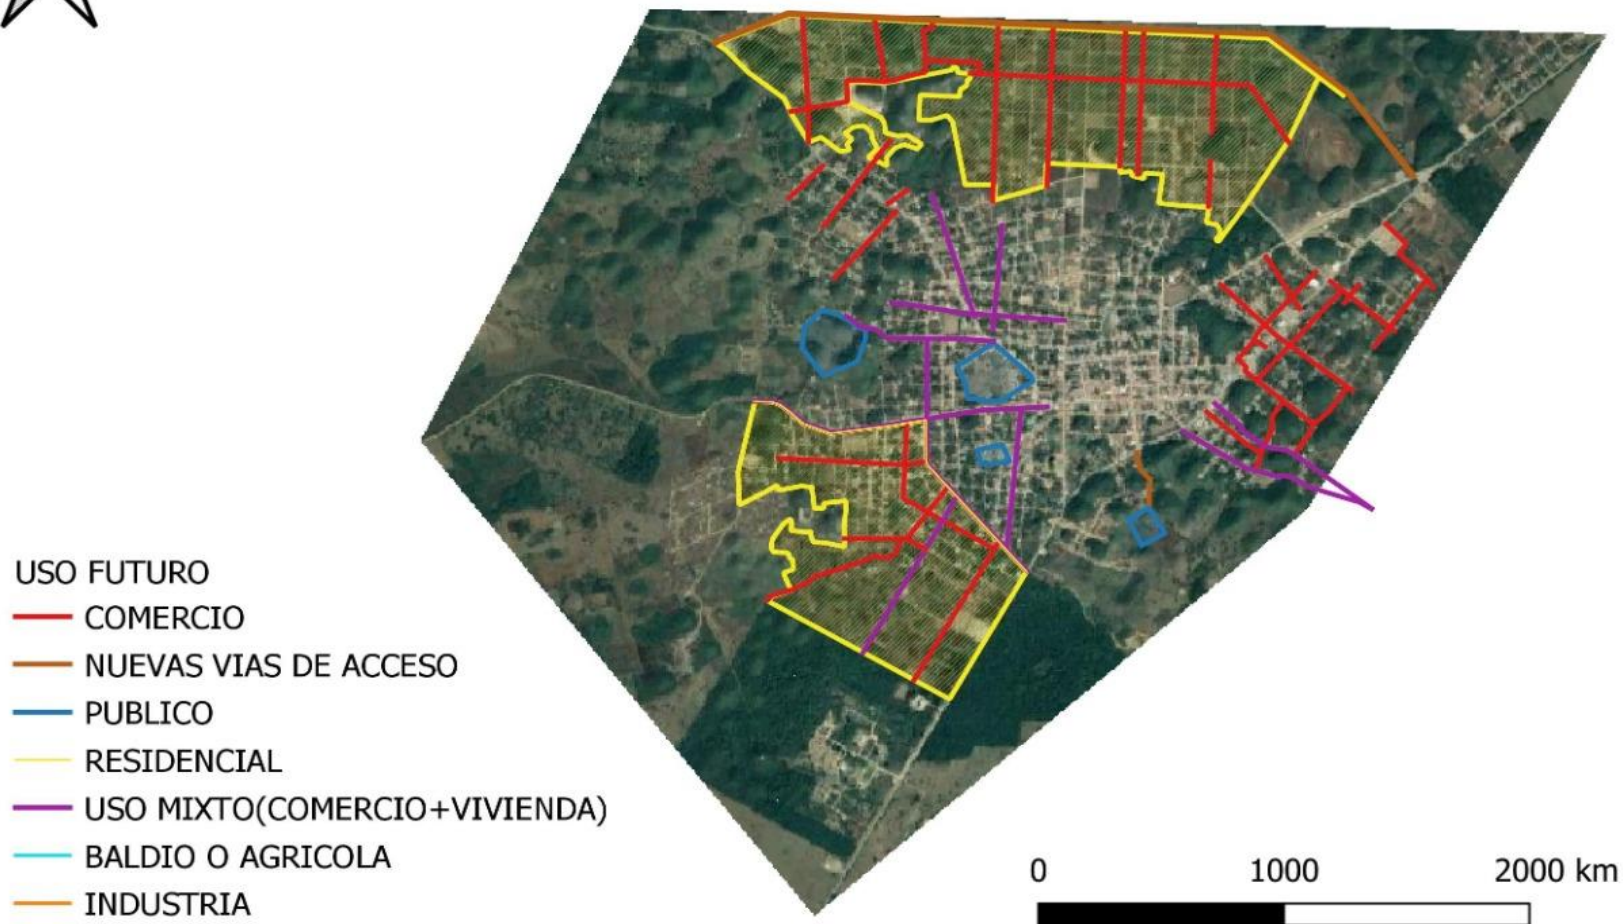 USO FUTURO
COMERCIO
NUEVAS VIAS DE ACCESO
PUBLICO
RESIDENCIAL
USO MIXTO(COMERCIO+VIVIENDA)
BALDIO O AGRICOLA
INDUSTRIA
0 1000 2000 km